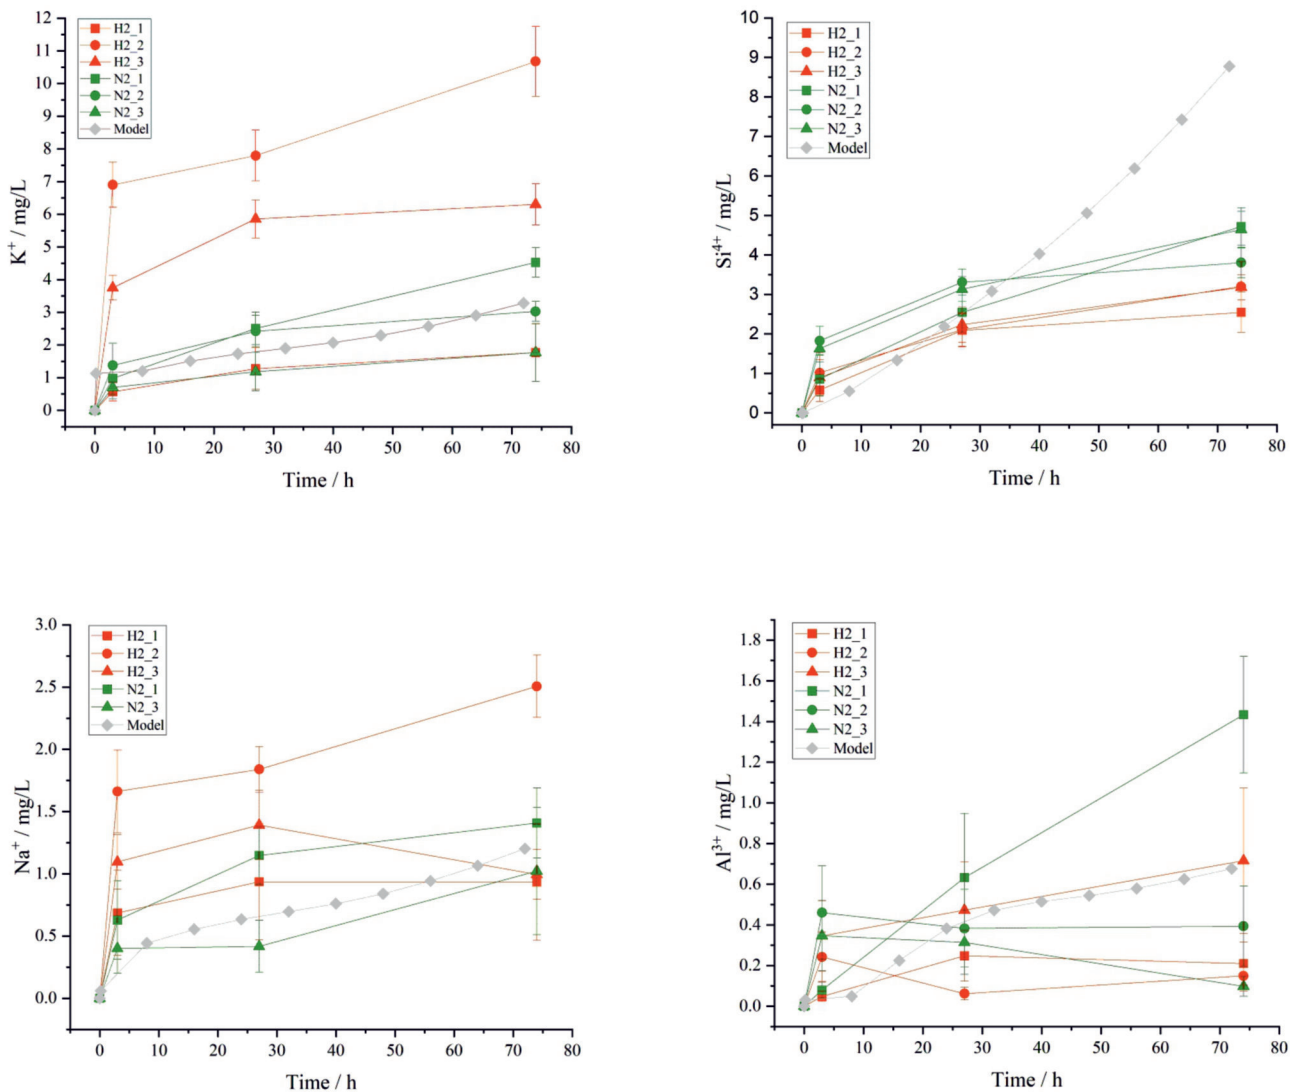 12
11
10
9
8
7
6
5
4
3
2
1
0
K⁺ / mg/L
H2_1
H2_2
H2_3
N2_1
N2_2
N2_3
Model
0 10 20 30 40 50 60 70 80
Time / h
10
9
8
7
6
5
4
3
2
1
0
Si⁴⁺ / mg/L
H2_1
H2_2
H2_3
N2_1
N2_2
N2_3
Model
0 10 20 30 40 50 60 70 80
Time / h
3.0
2.5
2.0
1.5
1.0
0.5
0.0
Na⁺ / mg/L
H2_1
H2_2
H2_3
N2_1
N2_3
Model
0 10 20 30 40 50 60 70 80
Time / h
1.8
1.6
1.4
1.2
1.0
0.8
0.6
0.4
0.2
0.0
Al³⁺ / mg/L
H2_1
H2_2
H2_3
N2_1
N2_2
N2_3
Model
0 10 20 30 40 50 60 70 80
Time / h